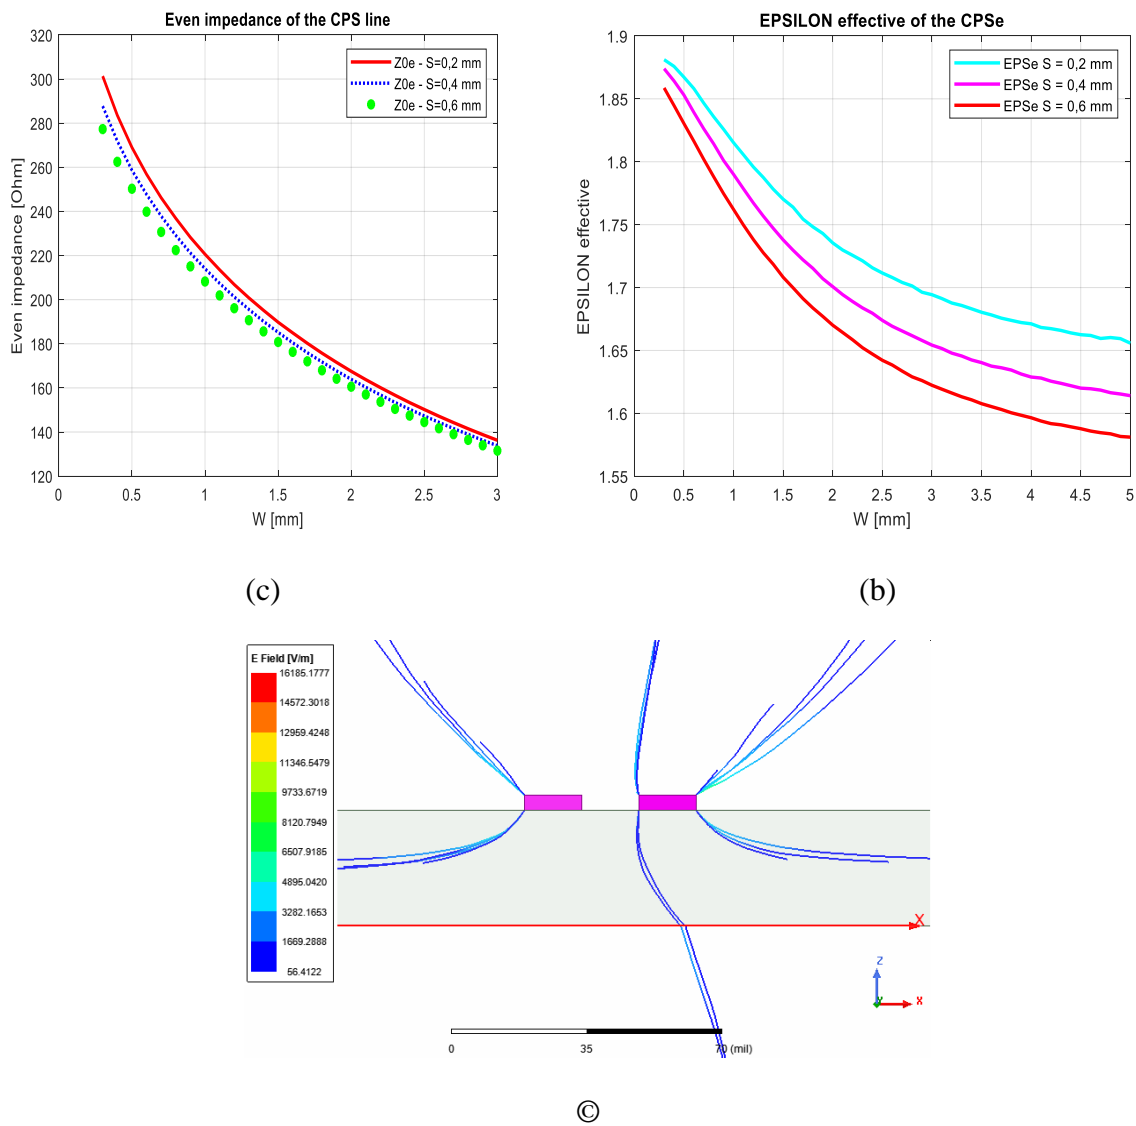 Even impedance of the CPS line
320
300
280
260
240
220
200
180
160
140
120
Even impedance [Ohm]
Z0e - S=0,2 mm
Z0e - S=0,4 mm
Z0e - S=0,6 mm
0 0.5 1 1.5 2 2.5 3
W [mm]
(c)
EPSILON effective of the CPSe
1.9
1.85
1.8
1.75
1.7
1.65
1.6
1.55
EPSILON effective
EPSe S = 0,2 mm
EPSe S = 0,4 mm
EPSe S = 0,6 mm
0 0.5 1 1.5 2 2.5 3 3.5 4 4.5 5
W [mm]
(b)
E Field [V/m]
16185.1777
14572.3018
12959.4248
11346.5479
9733.6719
8120.7949
6507.9185
4895.0420
3282.1653
1669.2888
56.4122
X
Z
Y
X
0 35 70 (mil)
©